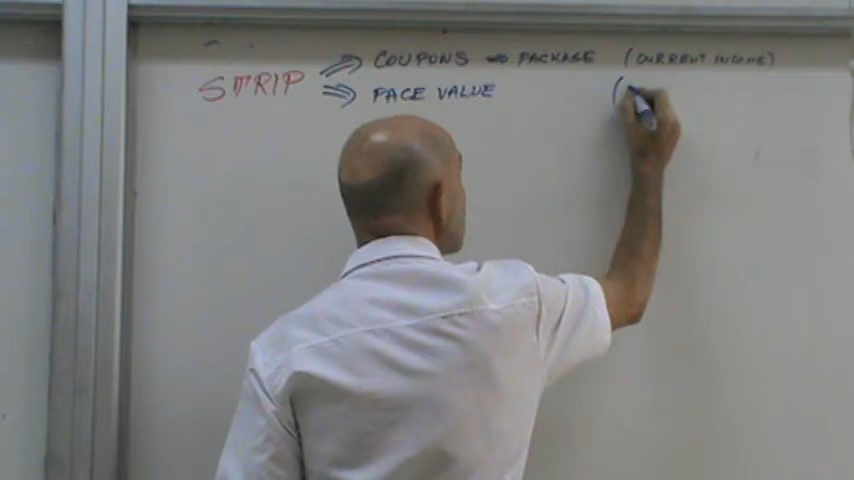 STRIP ⇒ COUPONS ⇒ PACKAGE (CURRENT INCOME)
⇒ FACE VALUE (